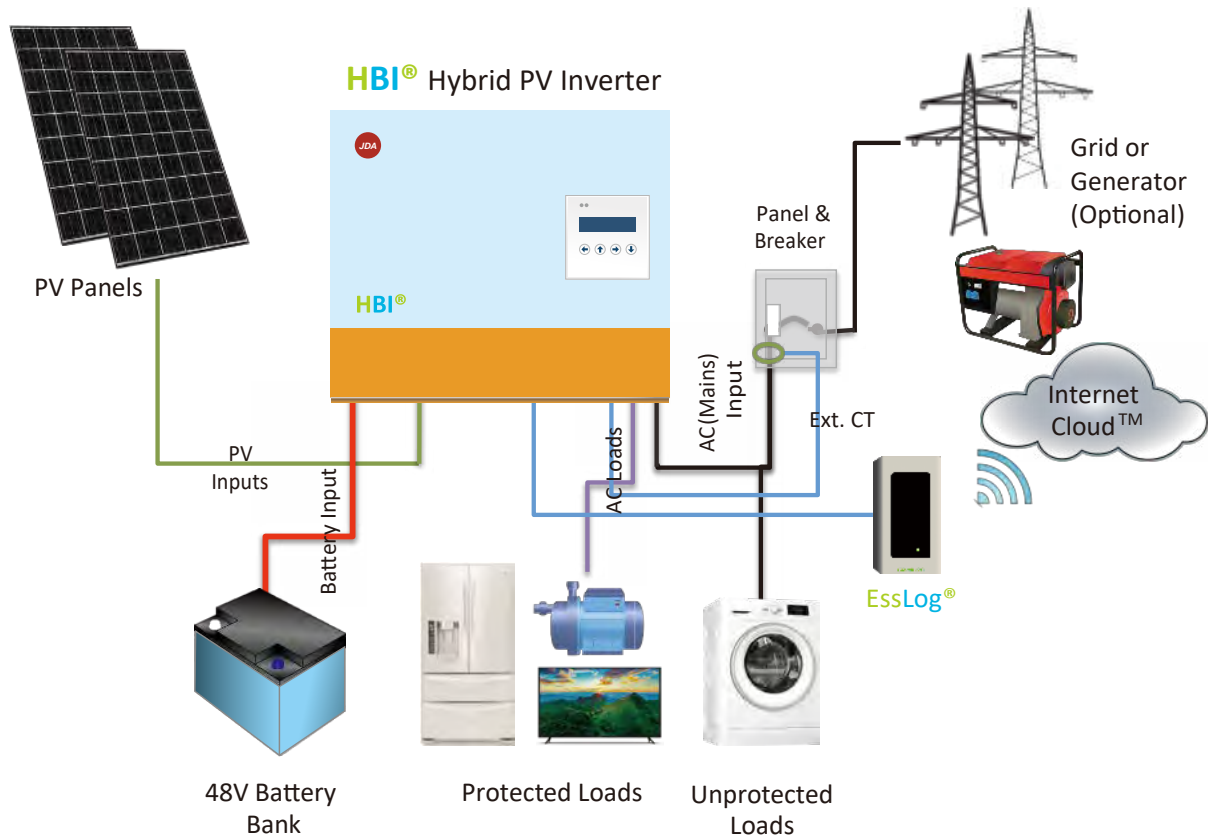 HBI® Hybrid PV Inverter
JDA
HBI®
PV Panels
Panel &
Breaker
Grid or
Generator
(Optional)
Internet
Cloud™
AC(Mains)
Input
Ext. CT
AC Loads
PV
Inputs
Battery Input
EssLog®
48V Battery
Bank
Protected Loads
Unprotected
Loads